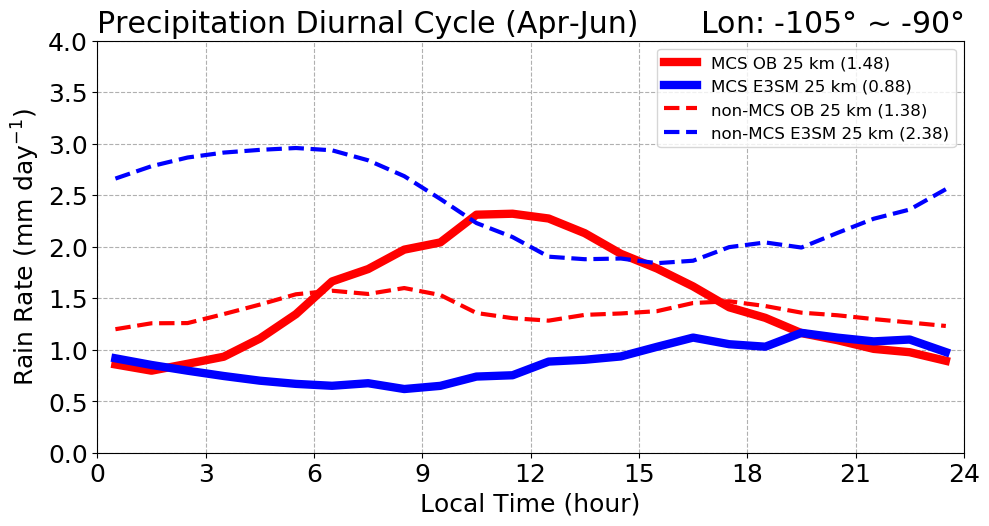 Precipitation Diurnal Cycle (Apr-Jun) Lon: -105° ~ -90°
MCS OB 25 km (1.48)
MCS E3SM 25 km (0.88)
non-MCS OB 25 km (1.38)
non-MCS E3SM 25 km (2.38)
Rain Rate (mm day⁻¹)
4.0
3.5
3.0
2.5
2.0
1.5
1.0
0.5
0.0
0 3 6 9 12 15 18 21 24
Local Time (hour)